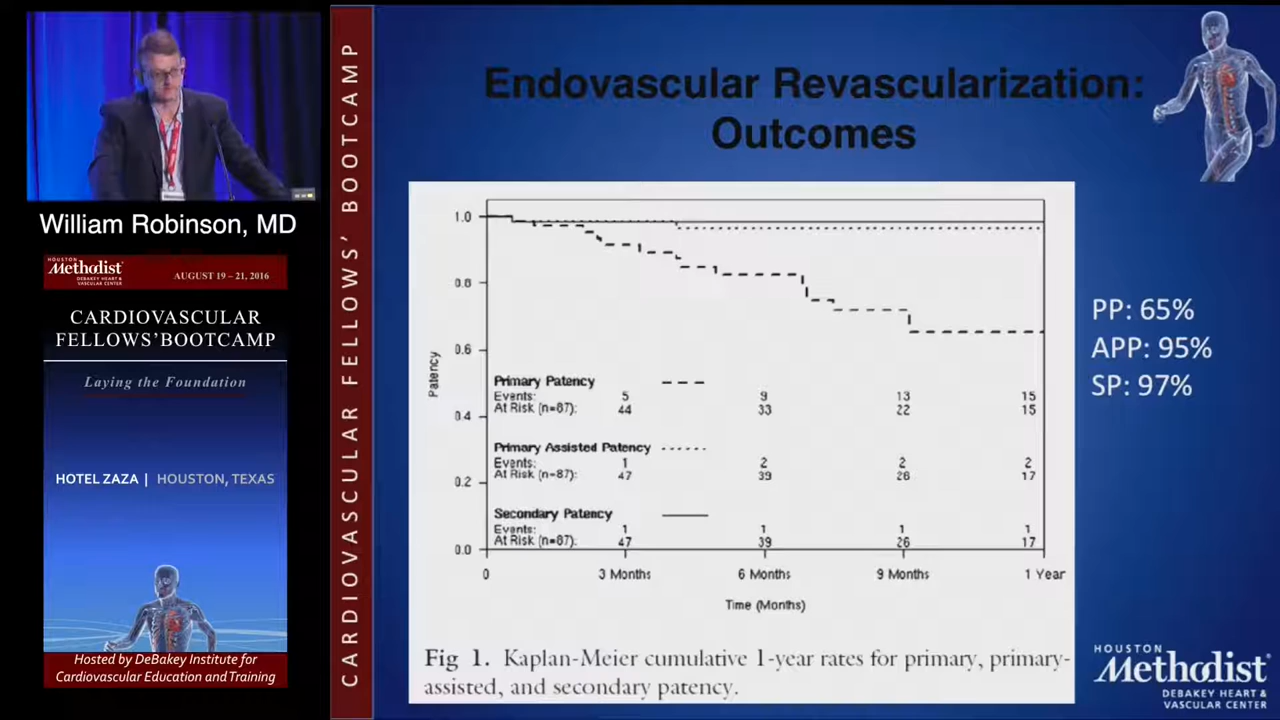 William Robinson, MD
HOUSTON
Methodist
DEBAKEY HEART &
VASCULAR CENTER
AUGUST 19 – 21, 2016
CARDIOVASCULAR
FELLOWS'BOOTCAMP
Laying the Foundation
HOTEL ZAZA | HOUSTON, TEXAS
Hosted by DeBakey Institute for
Cardiovascular Education and Training
CARDIOVASCULAR FELLOWS' BOOTCAMP
Endovascular Revascularization:
Outcomes
Patency
1.0
0.8
0.6
0.4
0.2
0.0
Primary Patency
Events: 5 9 13 15
At Risk (n=87): 44 33 22 15
Primary Assisted Patency
Events: 1 2 2 2
At Risk (n=87): 47 39 26 17
Secondary Patency
Events: 1 1 1 1
At Risk (n=87): 47 39 26 17
0 3 Months 6 Months 9 Months 1 Year
Time (Months)
Fig 1. Kaplan-Meier cumulative 1-year rates for primary, primary-
assisted, and secondary patency.
PP: 65%
APP: 95%
SP: 97%
HOUSTON
Methodist
DEBAKEY HEART &
VASCULAR CENTER